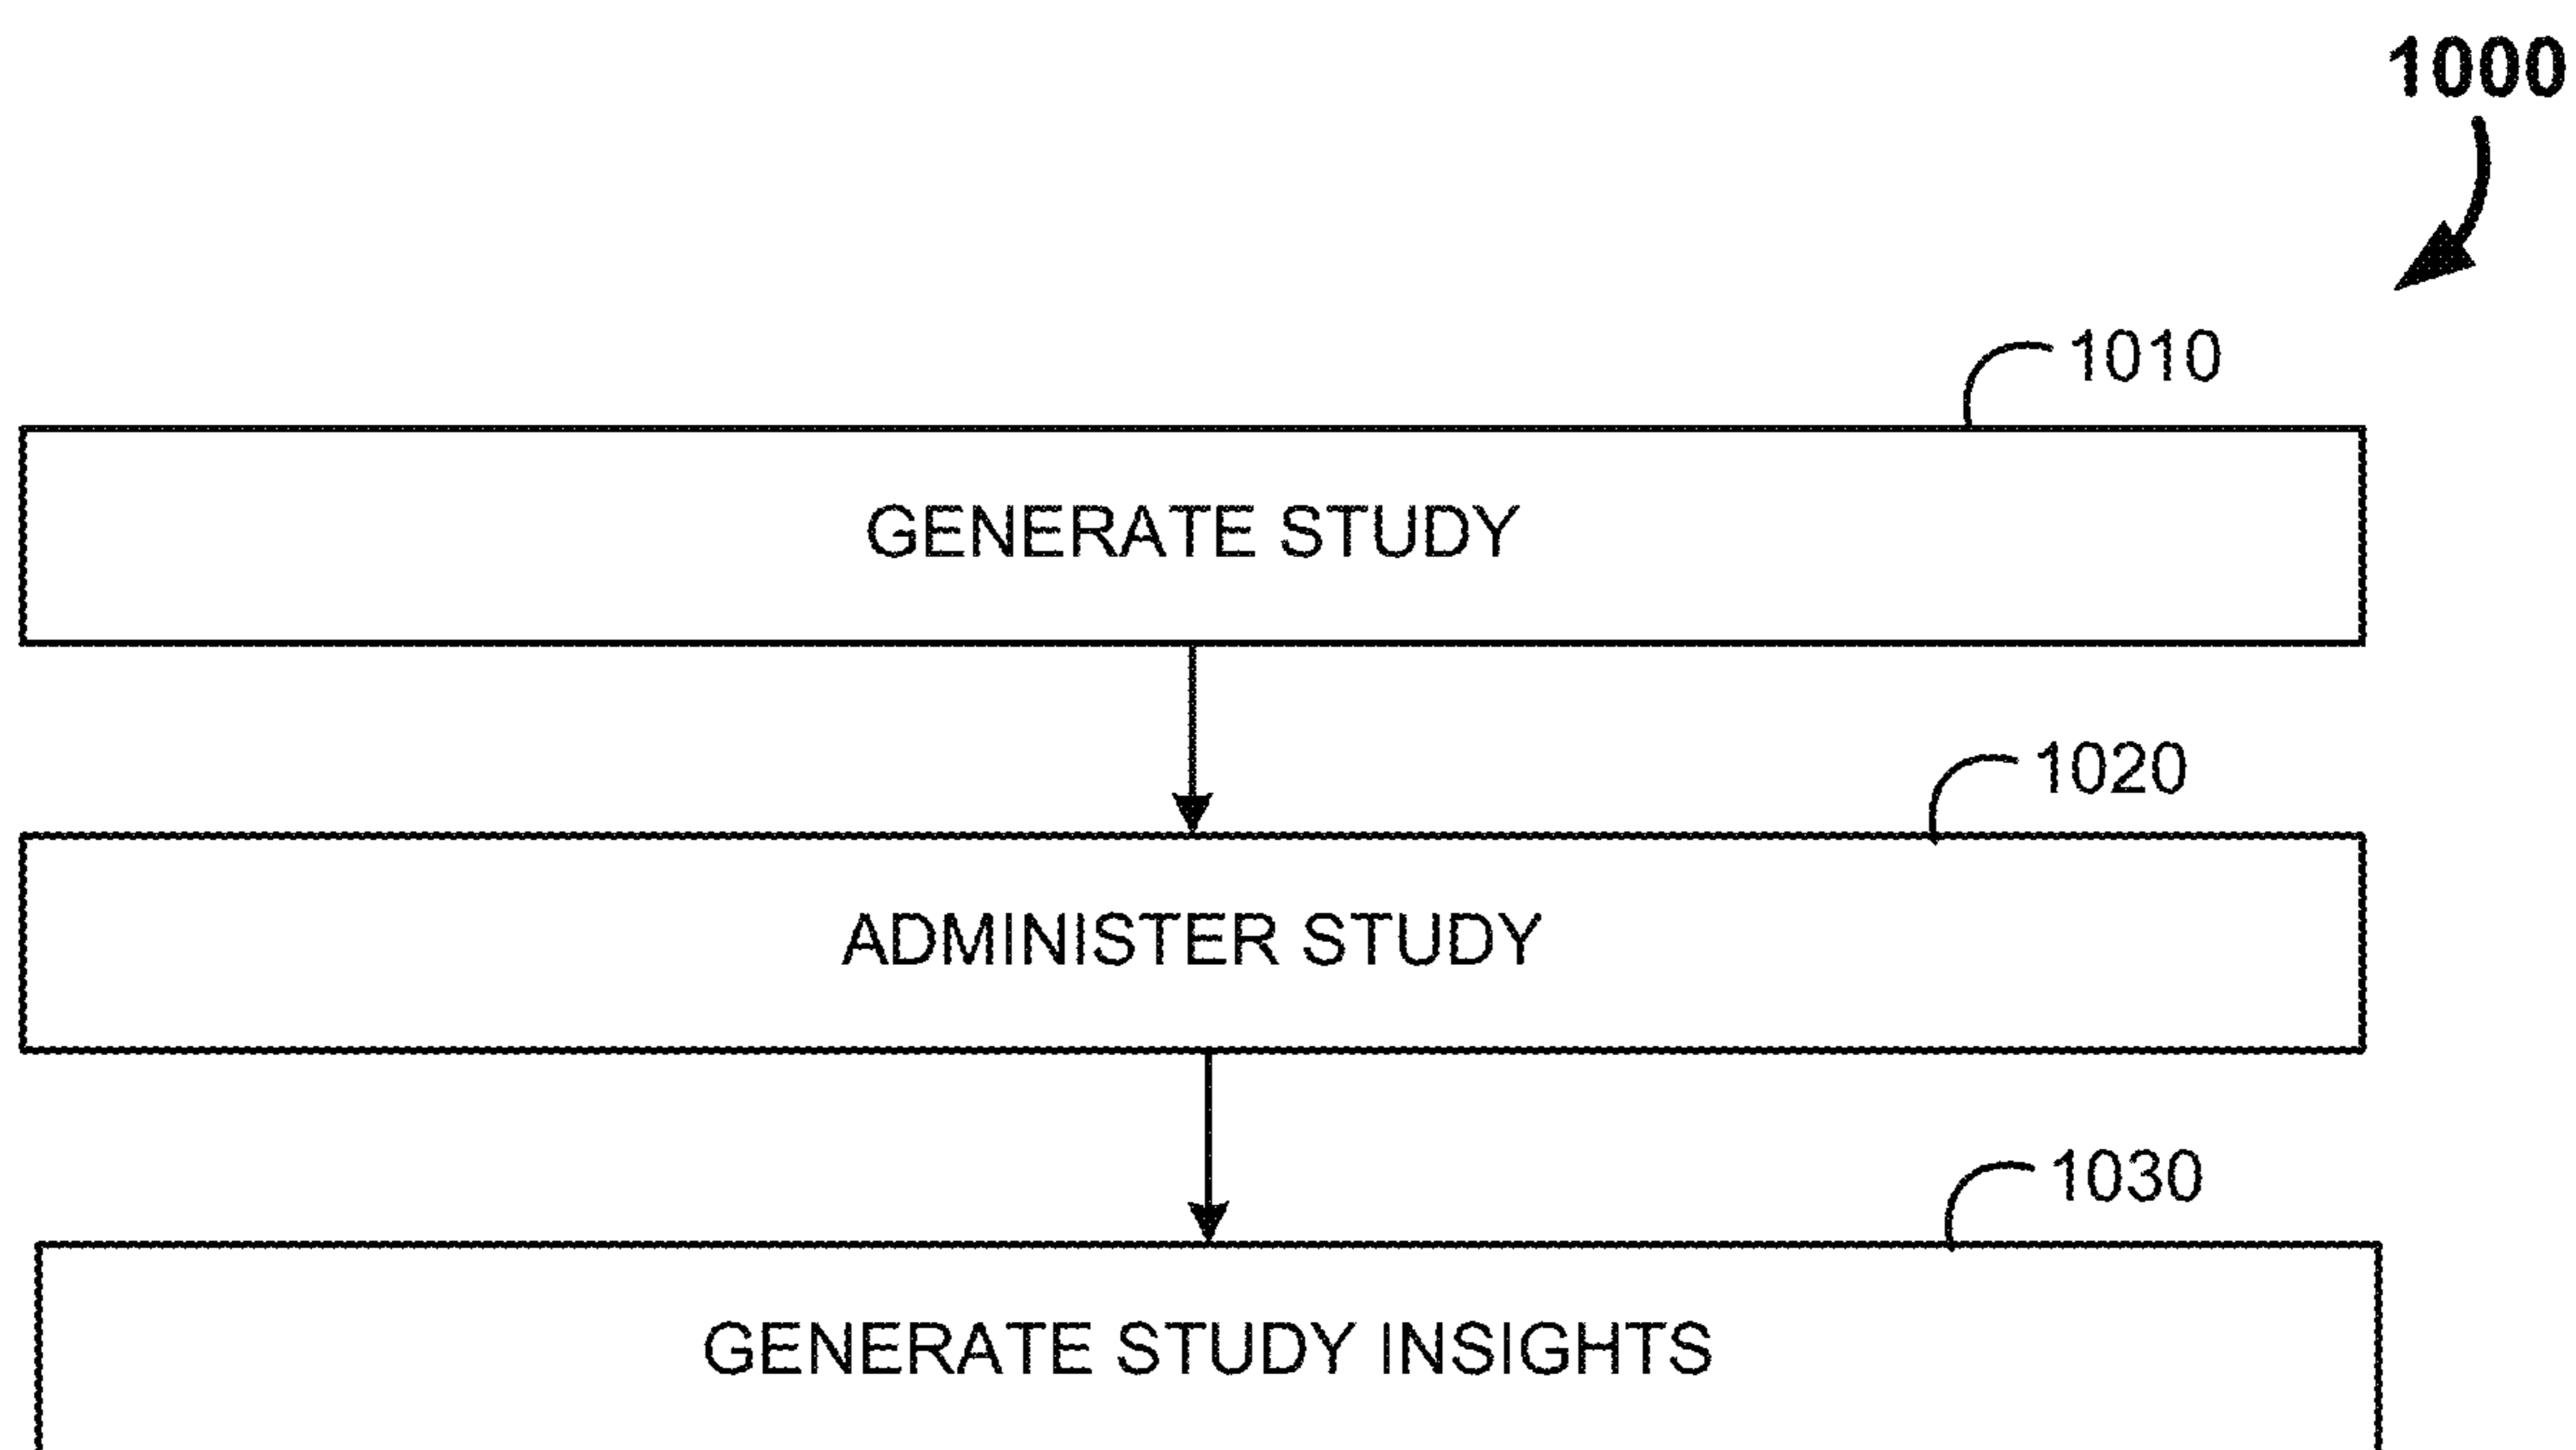 1000
1010
GENERATE STUDY
1020
ADMINISTER STUDY
1030
GENERATE STUDY INSIGHTS